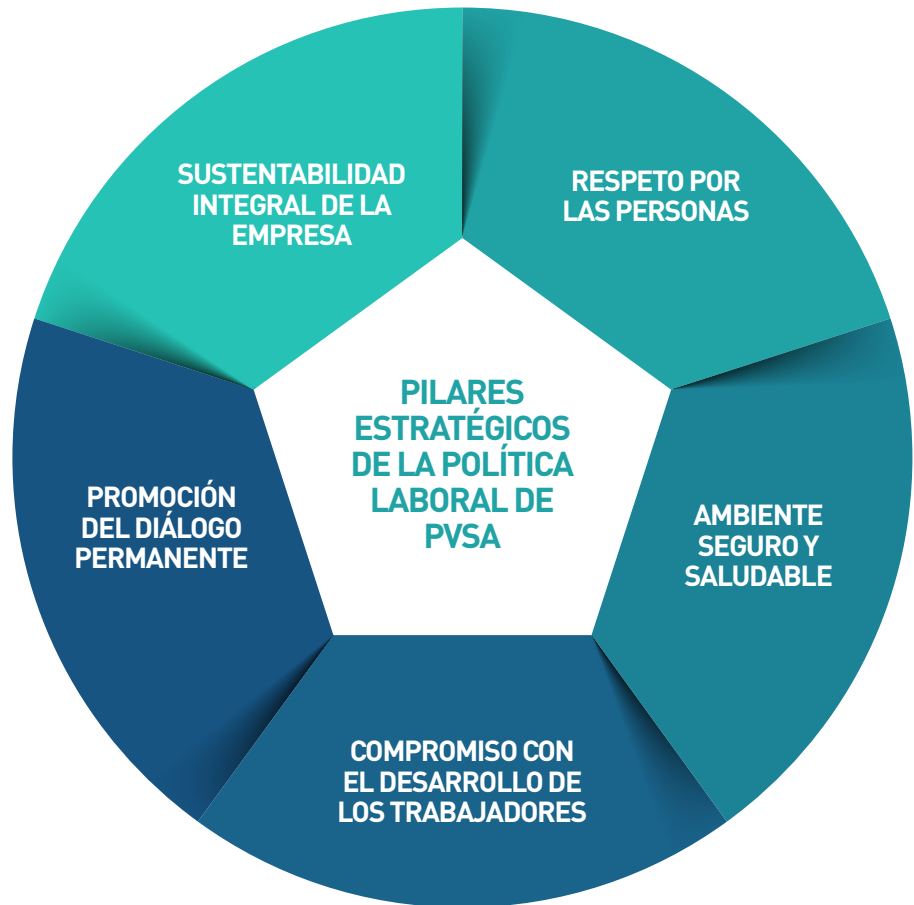 SUSTENTABILIDAD
INTEGRAL DE LA
EMPRESA
RESPETO POR
LAS PERSONAS
PILARES
ESTRATÉGICOS
DE LA POLÍTICA
LABORAL DE
PVSA
PROMOCIÓN
DEL DIÁLOGO
PERMANENTE
AMBIENTE
SEGURO Y
SALUDABLE
COMPROMISO CON
EL DESARROLLO DE
LOS TRABAJADORES